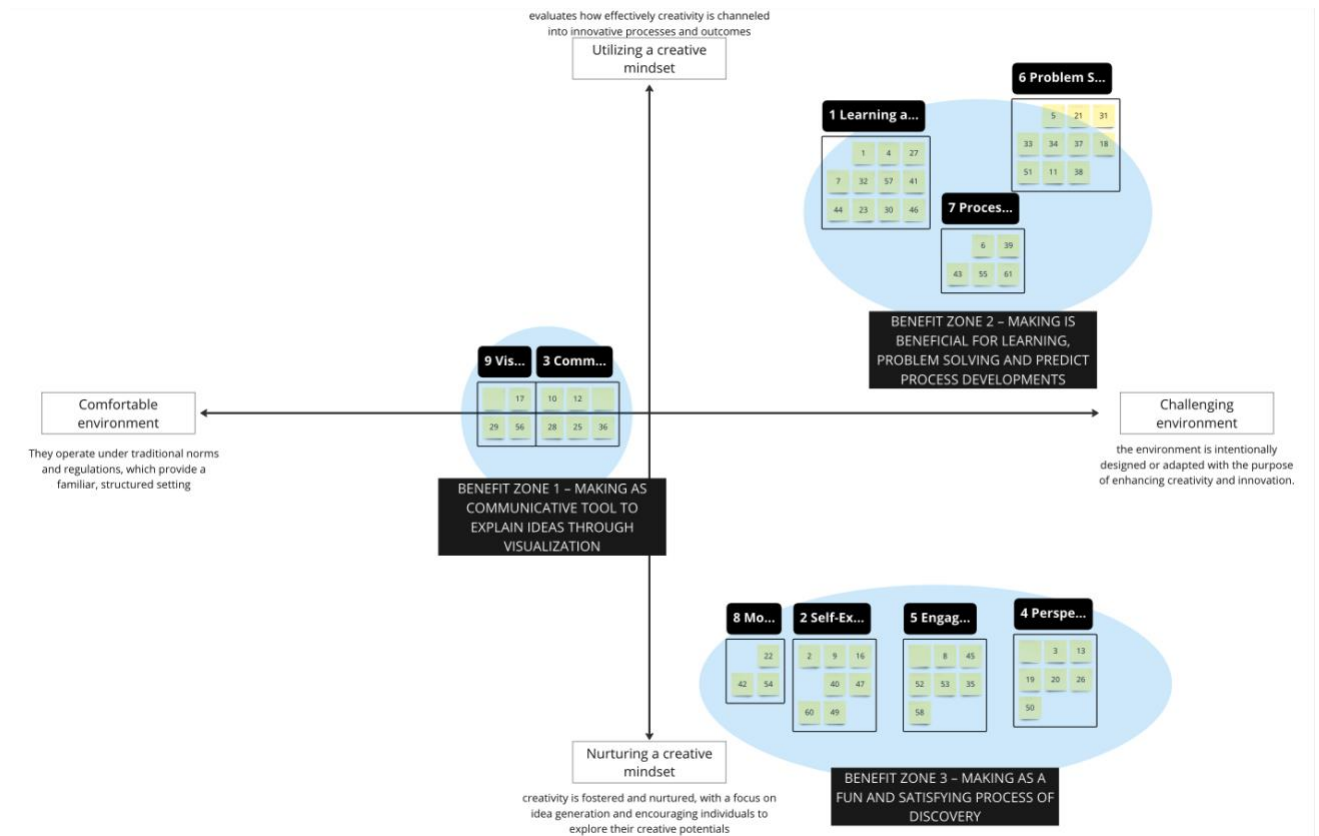 evaluates how effectively creativity is channeled
into innovative processes and outcomes
Utilizing a creative
mindset
6 Problem S...
5 21 31
33 34 37 18
51 11 38
1 Learning a...
1 4 27
7 32 57 41
44 23 30 46
7 Proces...
6 39
43 55 61
BENEFIT ZONE 2 – MAKING IS
BENEFICIAL FOR LEARNING,
PROBLEM SOLVING AND PREDICT
PROCESS DEVELOPMENTS
9 Vis...
17
29 56
3 Comm...
10 12
28 25 36
BENEFIT ZONE 1 – MAKING AS
COMMUNICATIVE TOOL TO
EXPLAIN IDEAS THROUGH
VISUALIZATION
Comfortable
environment
They operate under traditional norms
and regulations, which provide a
familiar, structured setting
Challenging
environment
the environment is intentionally
designed or adapted with the purpose
of enhancing creativity and innovation.
8 Mo...
22
42 54
2 Self-Ex...
2 9 16
40 47
60 49
5 Engag...
8 45
52 53 35
58
4 Perspe...
3 13
19 20 26
50
BENEFIT ZONE 3 – MAKING AS A
FUN AND SATISFYING PROCESS OF
DISCOVERY
Nurturing a creative
mindset
creativity is fostered and nurtured, with a focus on
idea generation and encouraging individuals to
explore their creative potentials